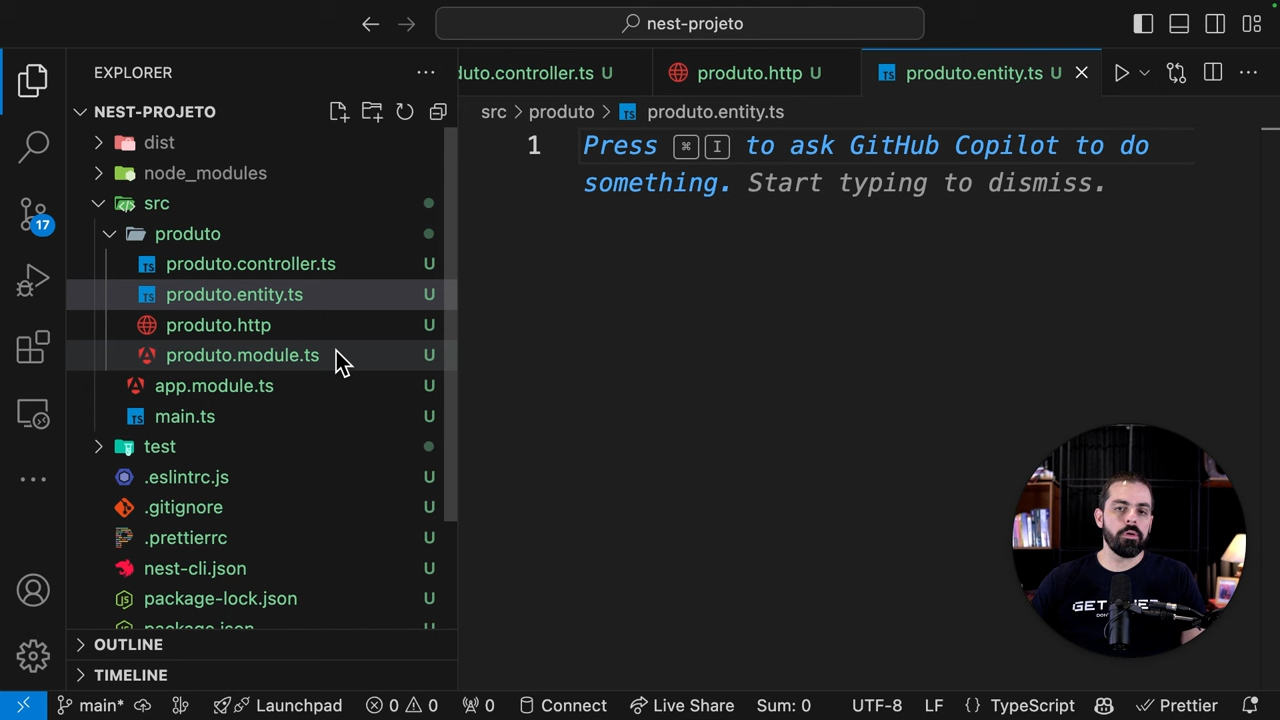 nest-projeto
EXPLORER
NEST-PROJETO
dist
node_modules
src
produto
produto.controller.ts U
produto.entity.ts U
produto.http U
produto.module.ts U
app.module.ts U
main.ts U
test
.eslintrc.js U
.gitignore U
.prettierrc U
nest-cli.json U
package-lock.json U
package.json U
OUTLINE
TIMELINE
17
duto.controller.ts U
produto.http U
produto.entity.ts U
src > produto > TS produto.entity.ts
1 Press ⌘ I to ask GitHub Copilot to do
something. Start typing to dismiss.
main* Launchpad 0 0 0 Connect Live Share Sum: 0 UTF-8 LF {} TypeScript Prettier